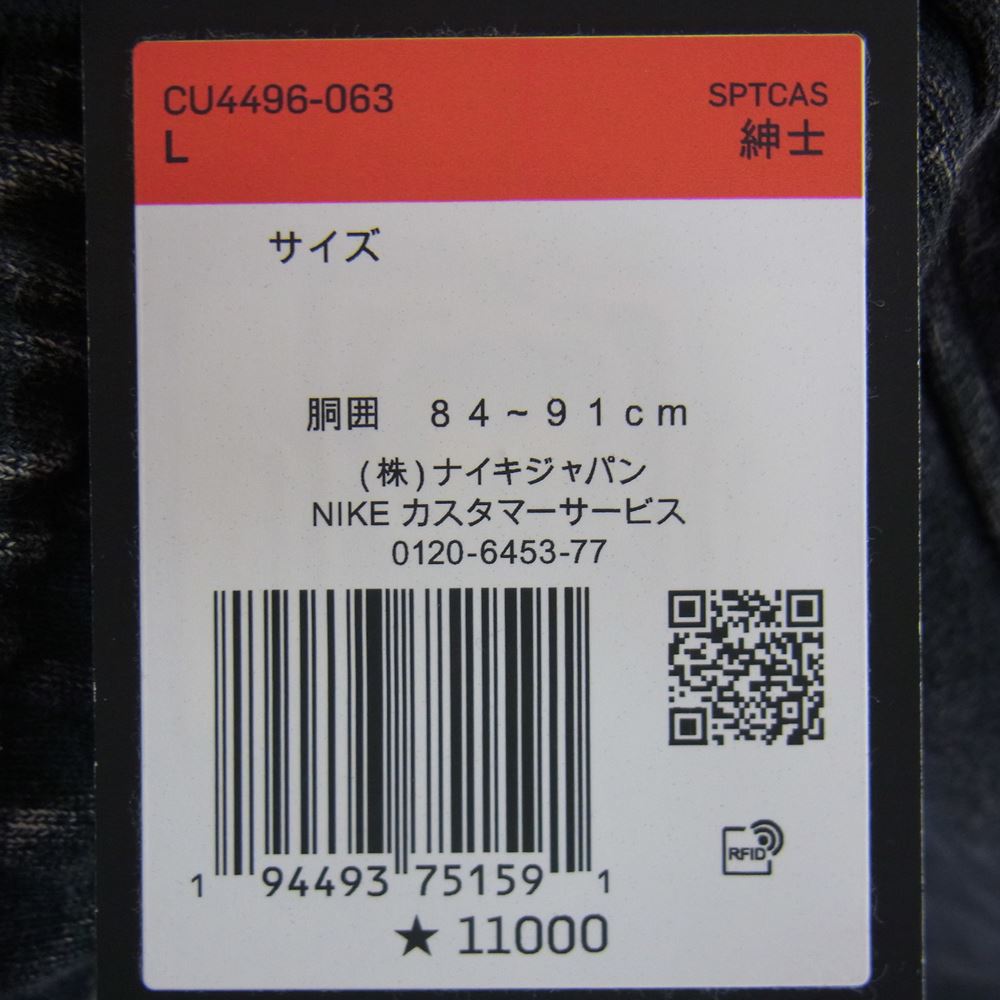 CU4496-063
SPTCAS
L
紳士
サイズ
胴囲 84~91cm
(株)ナイキジャパン
NIKE カスタマーサービス
0120-6453-77
RFID
1 94493 75159 1
★ 11000